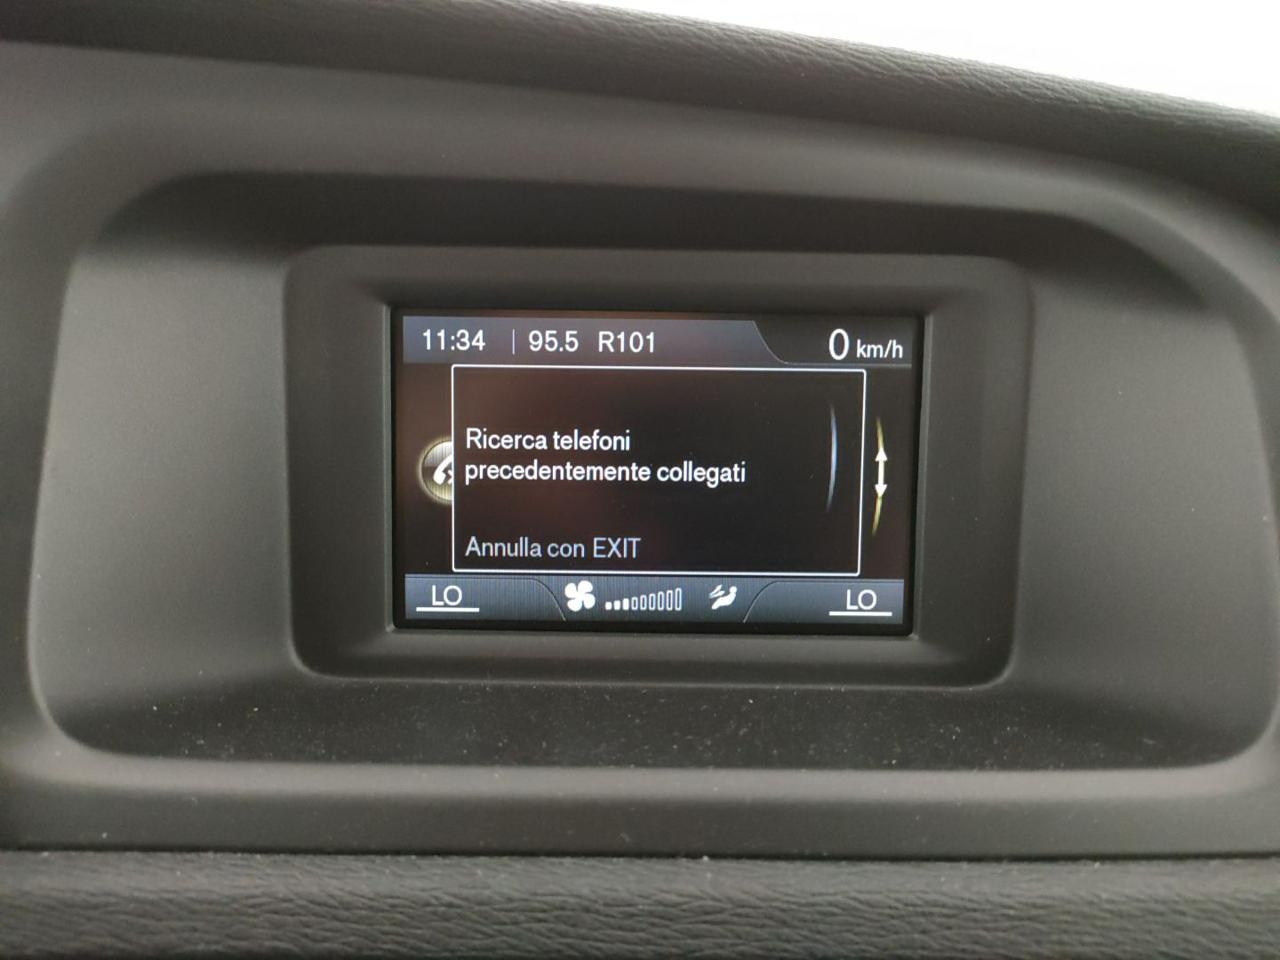 11:34 | 95.5 R101
0 km/h
Ricerca telefoni
precedentemente collegati
Annulla con EXIT
LO
LO